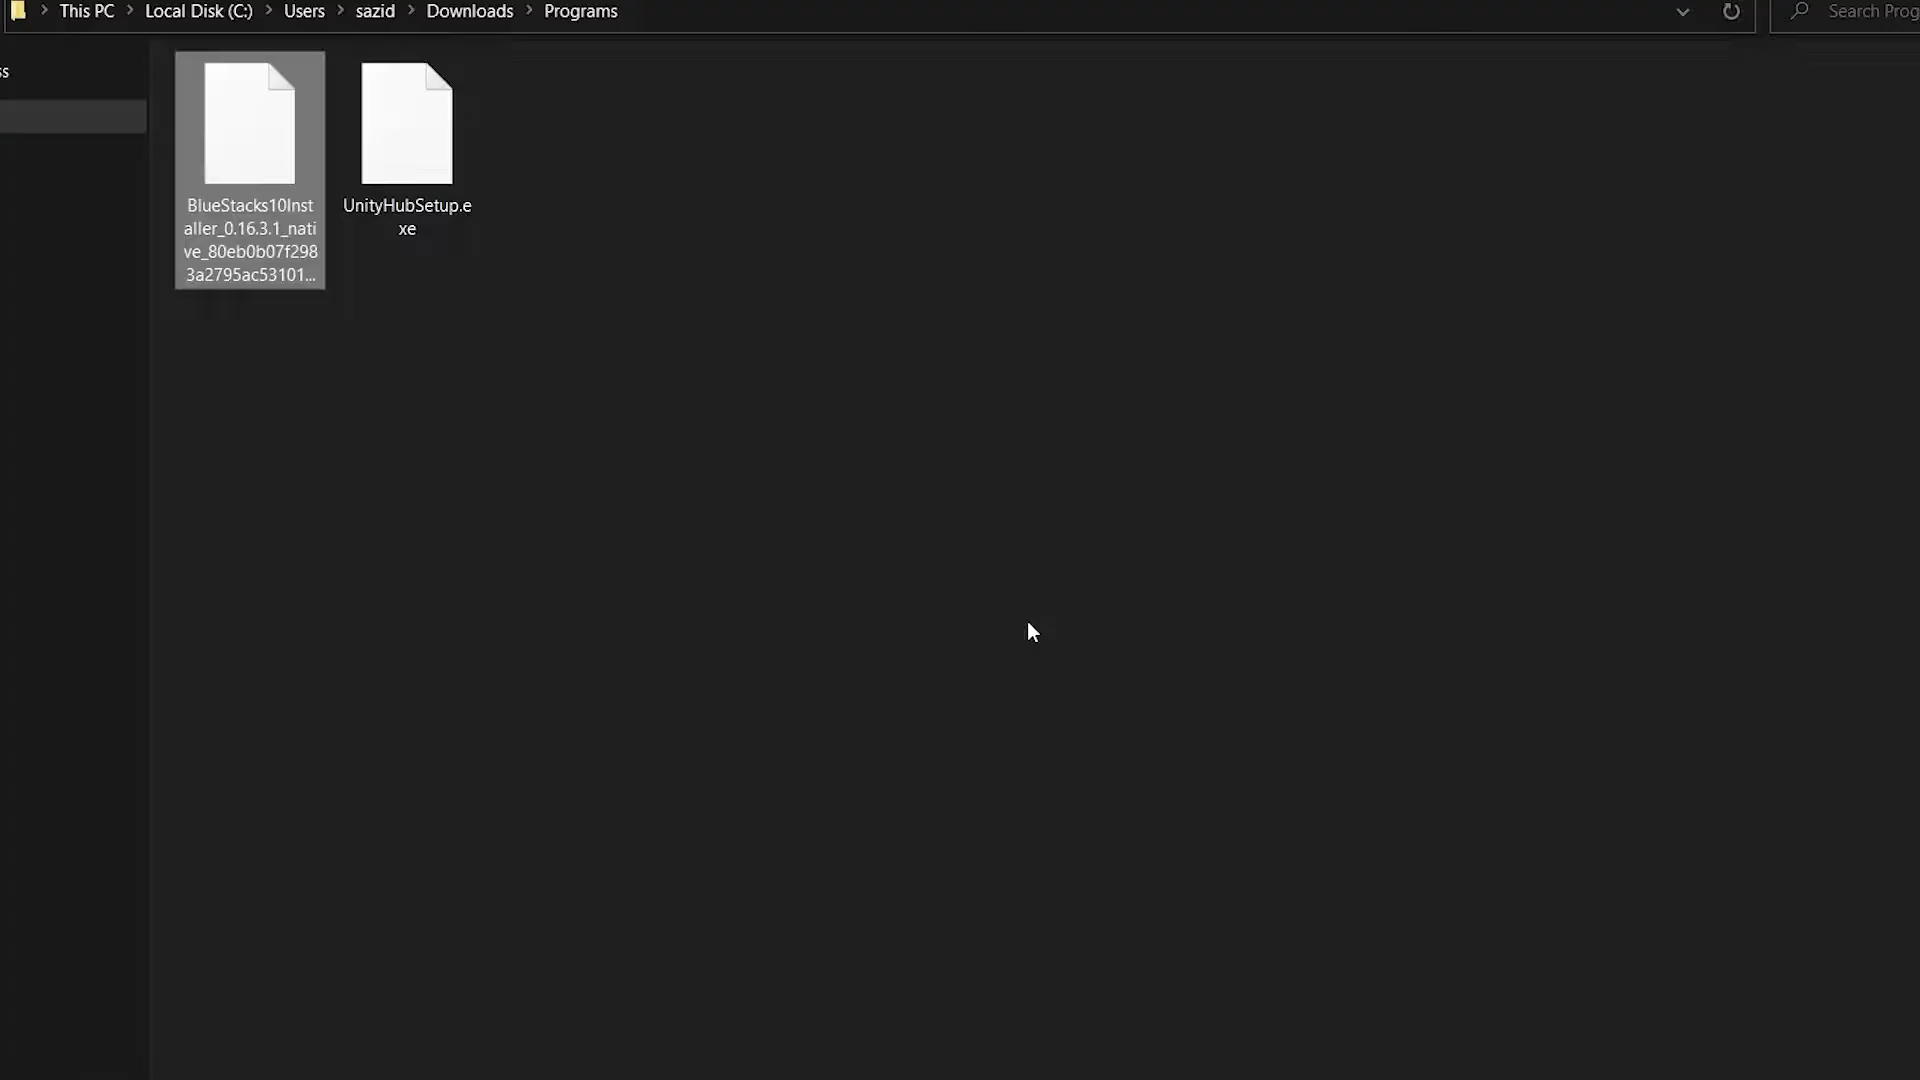 This PC > Local Disk (C:) > Users > sazid > Downloads > Programs
Search Prog
ss
BlueStacks10Inst
aller_0.16.3.1_nati
ve_80eb0b07f298
3a2795ac53101...
UnityHubSetup.e
xe